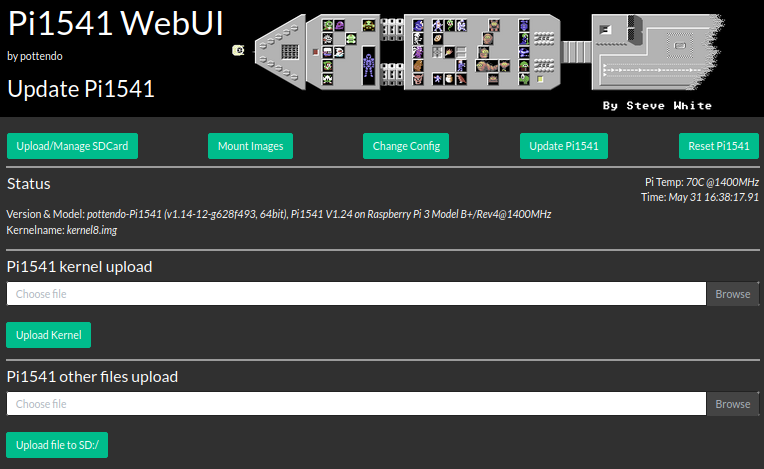 Pi1541 WebUI
by pottendo
Update Pi1541
By Steve White
Upload/Manage SDCard
Mount Images
Change Config
Update Pi1541
Reset Pi1541
Status
Pi Temp: 70C @1400MHz
Time: May 31 16:38:17.91
Version & Model: pottendo-Pi1541 (v1.14-12-g628f493, 64bit), Pi1541 V1.24 on Raspberry Pi 3 Model B+/Rev4@1400MHz
Kernelname: kernel8.img
Pi1541 kernel upload
Choose file
Browse
Upload Kernel
Pi1541 other files upload
Choose file
Browse
Upload file to SD:/